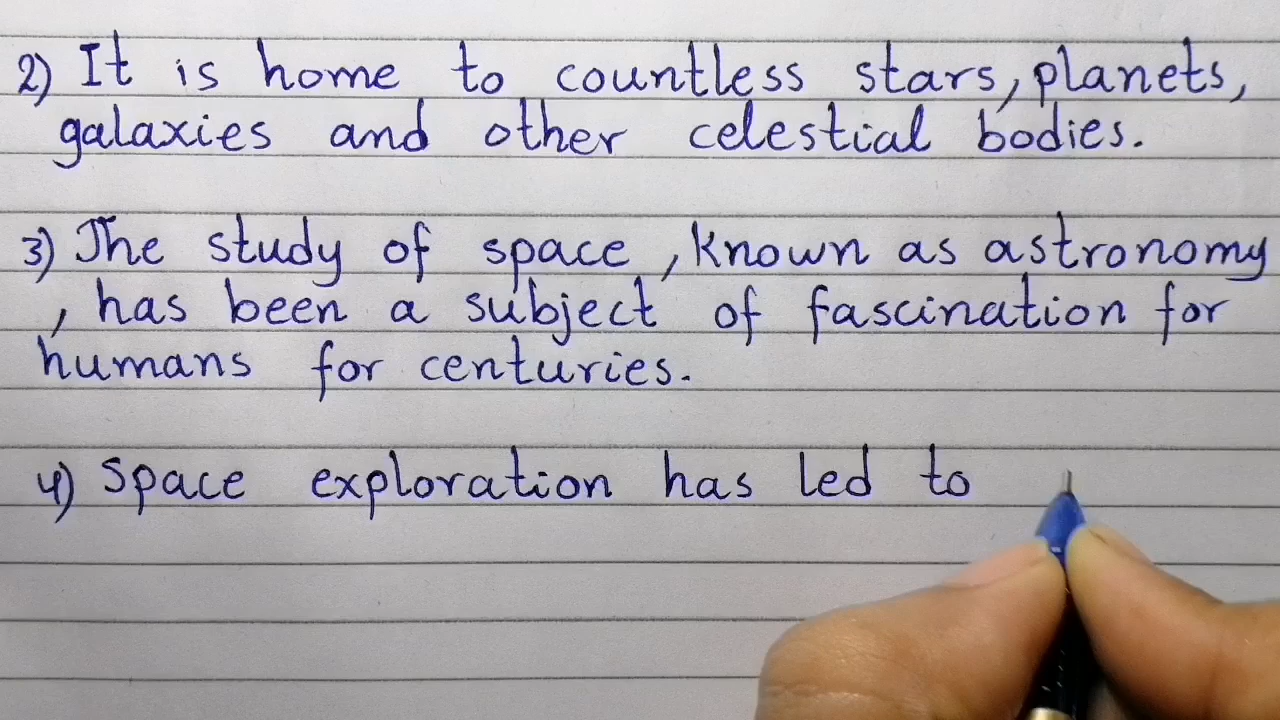 2) It is home to countless stars, planets,
galaxies and other celestial bodies.
3) The study of space, known as astronomy
, has been a subject of fascination for
humans for centuries.
4) Space exploration has led to